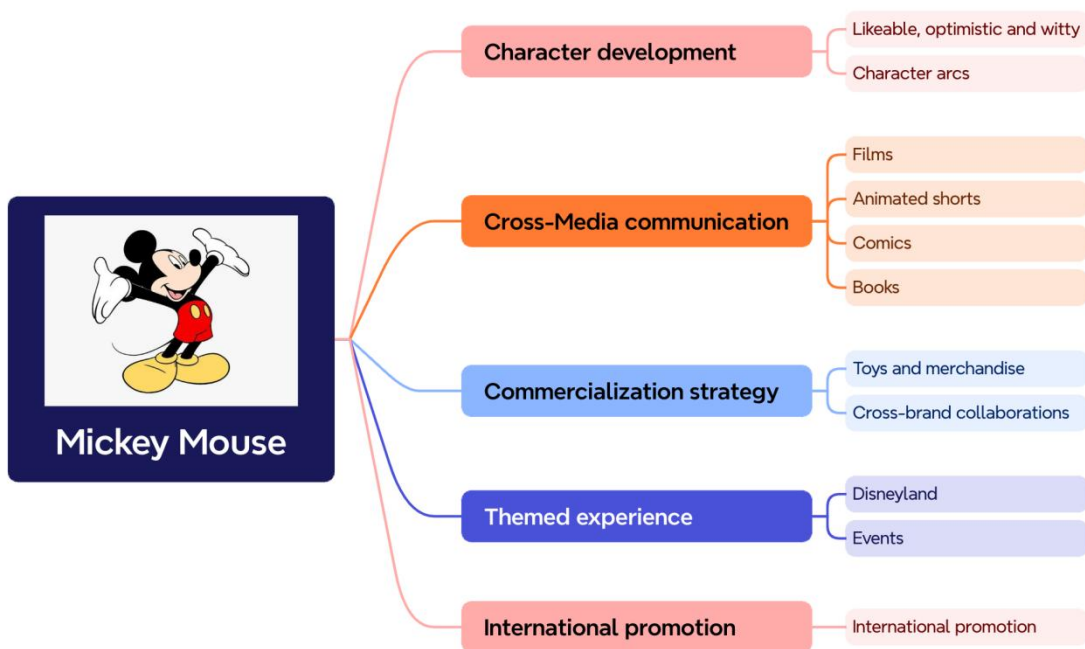 Mickey Mouse
Character development
Likeable, optimistic and witty
Character arcs
Cross-Media communication
Films
Animated shorts
Comics
Books
Commercialization strategy
Toys and merchandise
Cross-brand collaborations
Themed experience
Disneyland
Events
International promotion
International promotion